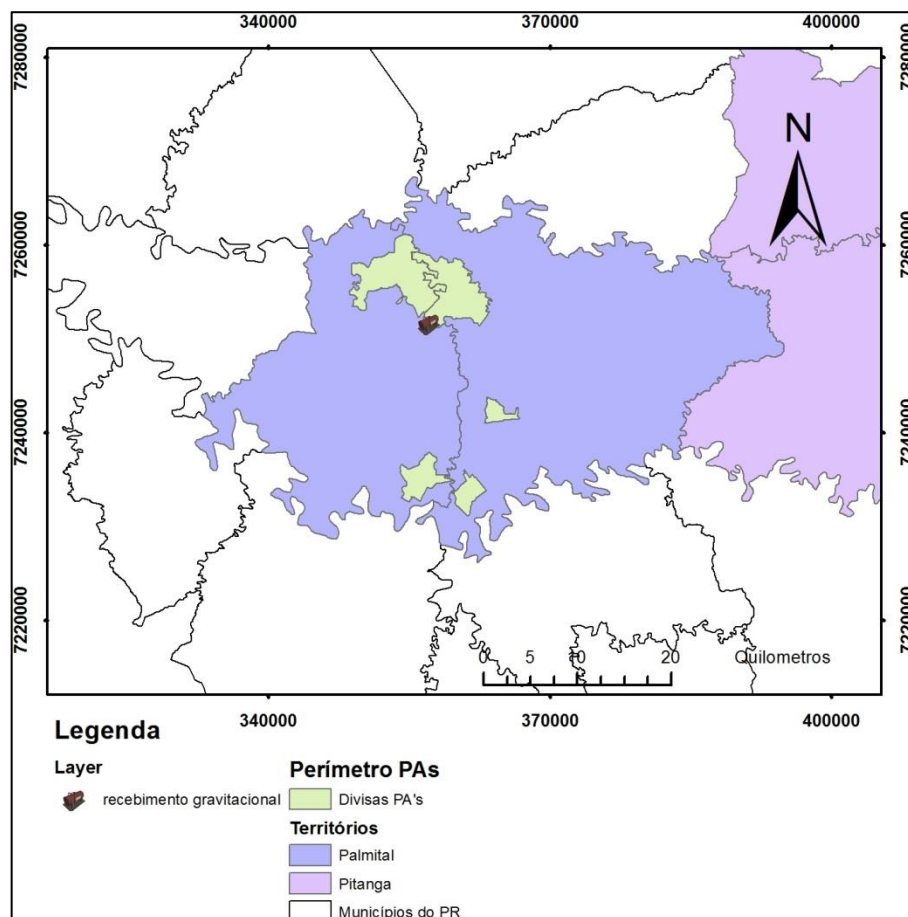 340000 370000 400000
7280000 7280000
N
7260000 7260000
7240000 7240000
7220000 7220000
0 5 10 20 Quilometros
340000 370000 400000
Legenda
Layer
recebimento gravitacional
Perímetro PAs
Divisas PA's
Territórios
Palmital
Pitanga
Municípios do PR